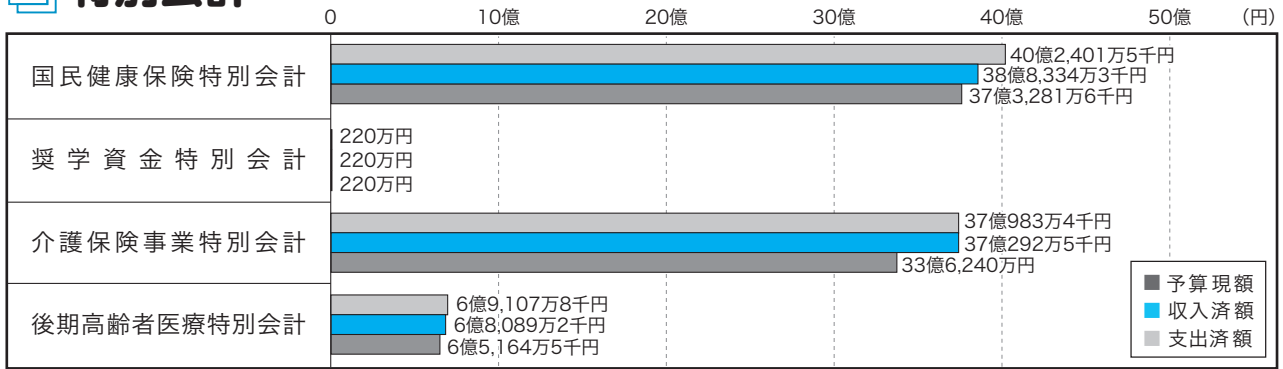 特別会計
0 10億 20億 30億 40億 50億 (円)
国民健康保険特別会計
40億2,401万5千円
38億8,334万3千円
37億3,281万6千円
奨学資金特別会計
220万円
220万円
220万円
介護保険事業特別会計
37億983万4千円
37億292万5千円
33億6,240万円
後期高齢者医療特別会計
6億9,107万8千円
6億8,089万2千円
6億5,164万5千円
予算現額
収入済額
支出済額